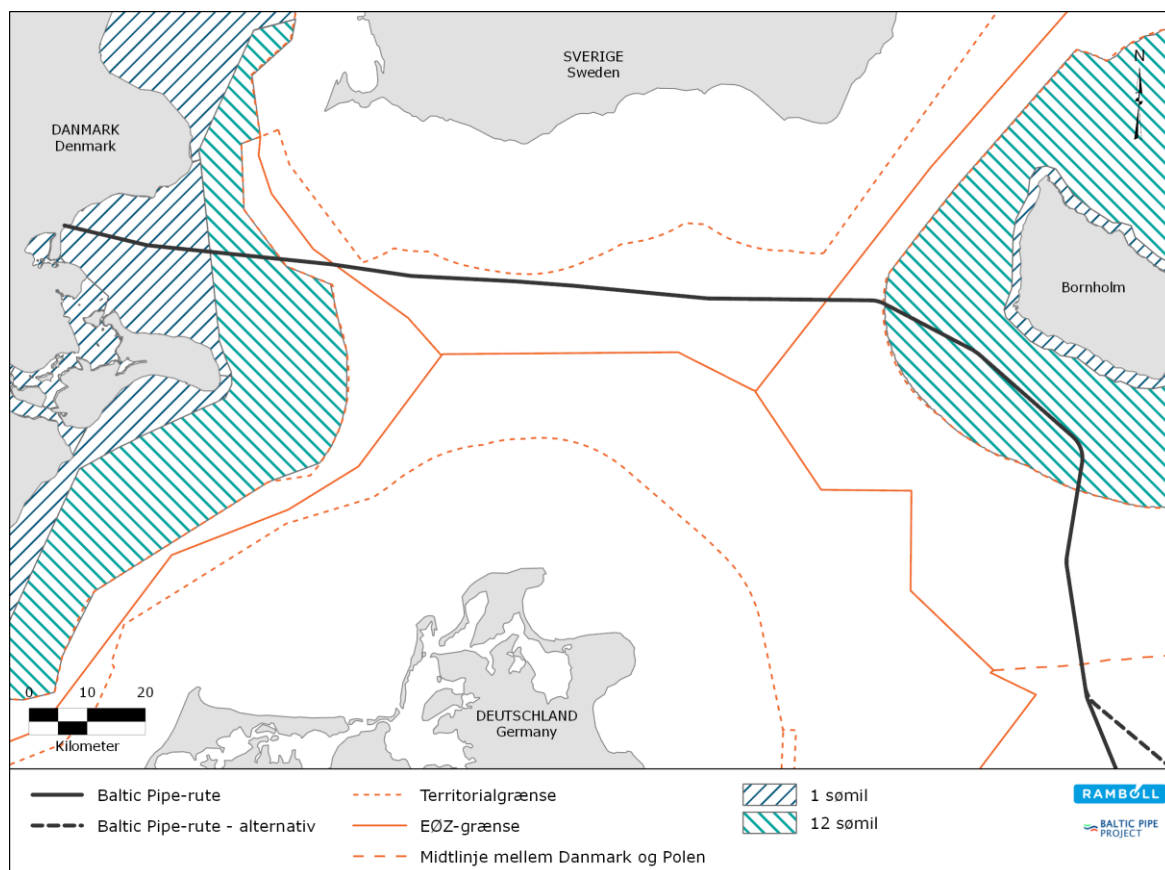 SVERIGE
Sweden
N
DANMARK
Denmark
Bornholm
0 10 20
Kilometer
DEUTSCHLAND
Germany
Baltic Pipe-rute
Baltic Pipe-rute - alternativ
Territorialgrænse
EØZ-grænse
Midtlinje mellem Danmark og Polen
1 sømil
12 sømil
RAMBOLL
BALTIC PIPE
PROJECT